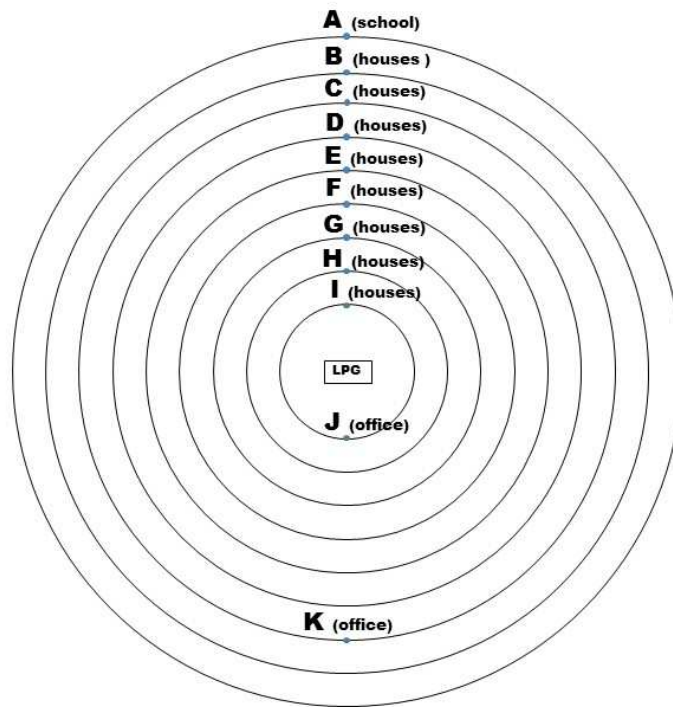 A (school)
B (houses )
C (houses)
D (houses)
E (houses)
F (houses)
G (houses)
H (houses)
I (houses)
LPG
J (office)
K (office)